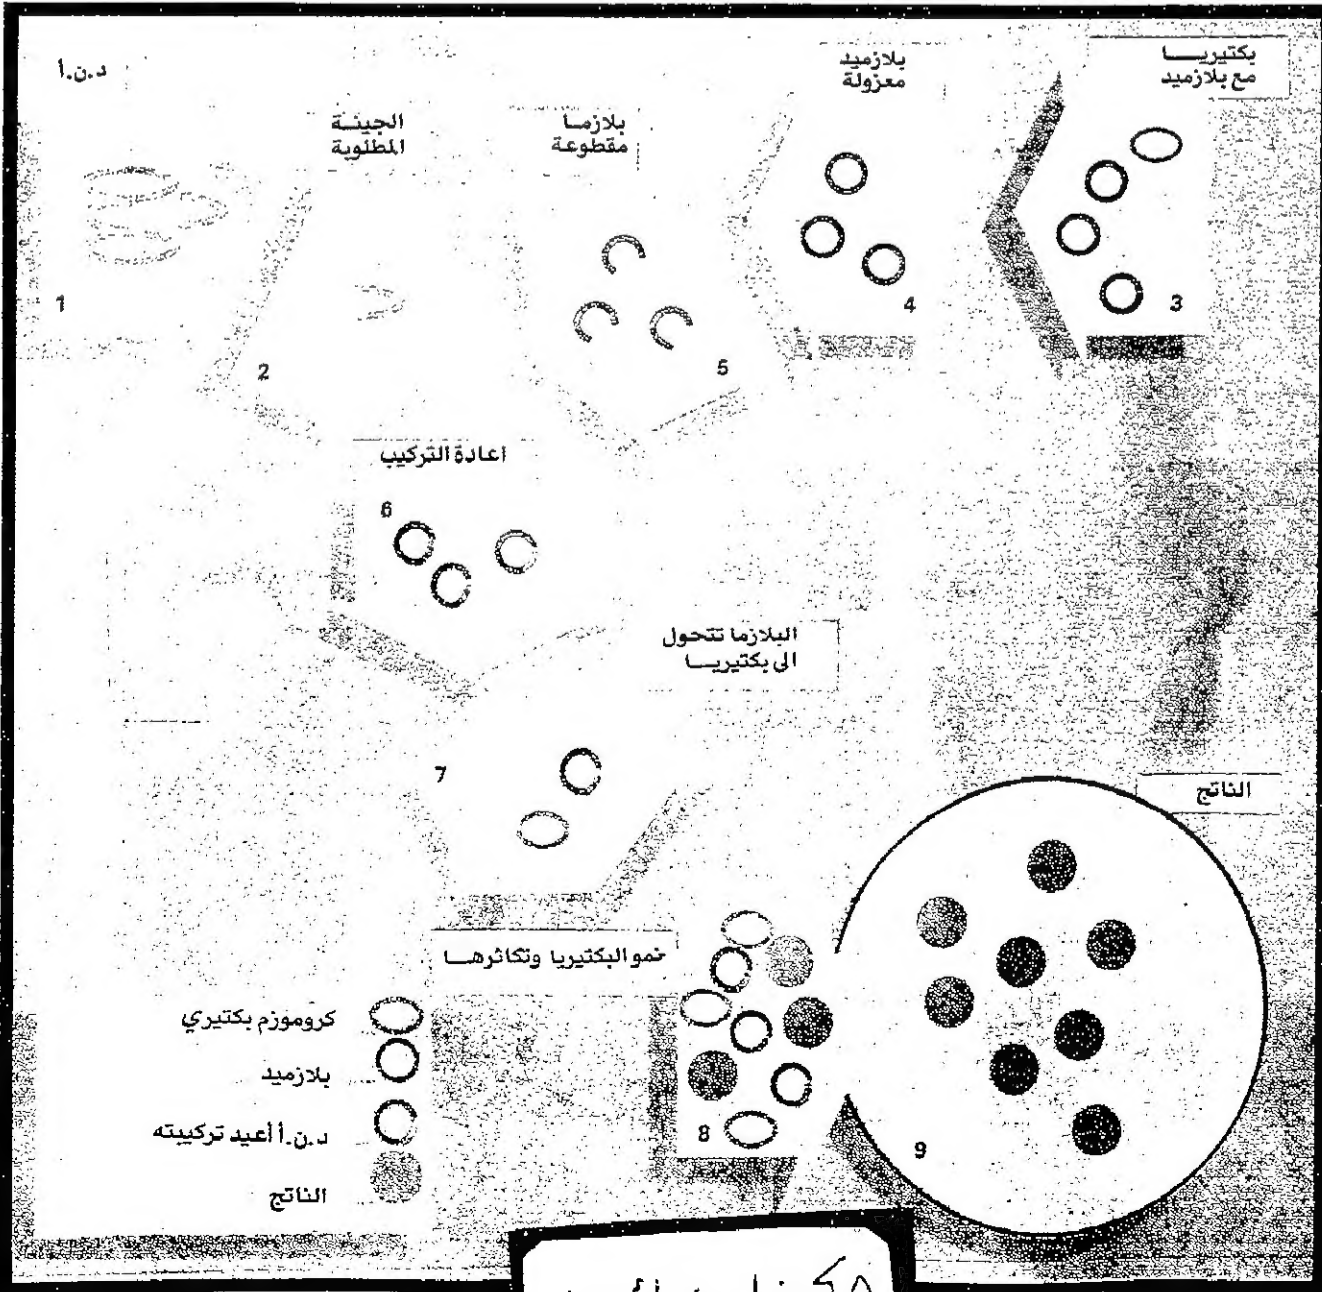 بكتيريا
مع بلازميد
3
بلازميد
معزولة
4
بلازما
مقطوعة
5
الجينة
المطلوبة
2
د.ن.أ
1
اعادة التركيب
6
البلازما تتحول
الى بكتيريا
7
نمو البكتيريا وتكاثرها
8
الناتج
9
كروموزم بكتيري
بلازميد
د.ن.أ أعيد تركيبته
الناتج